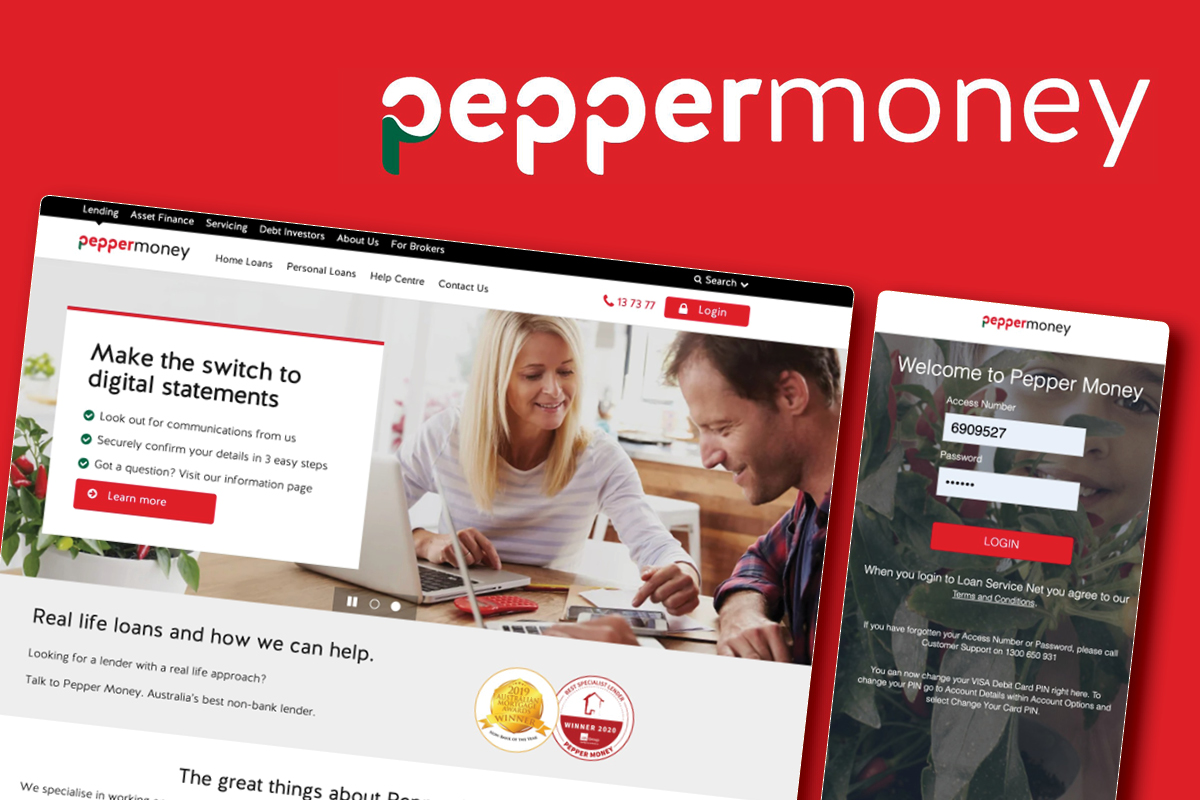 peppermoney
Lending Asset Finance Servicing Debt Investors About Us For Brokers
Search
peppermoney
Home Loans Personal Loans Help Centre Contact Us
13 73 77
Login
Make the switch to
digital statements
Look out for communications from us
Securely confirm your details in 3 easy steps
Got a question? Visit our information page
Learn more
Real life loans and how we can help.
Looking for a lender with a real life approach?
Talk to Pepper Money. Australia's best non-bank lender.
2019
AUSTRALIAN
MORTGAGE
AWARDS
WINNER
NON-BANK OF THE YEAR
BEST SPECIALIST LENDER
WINNER 2020
PEPPER MONEY
The great things about
We specialise in working
peppermoney
Welcome to Pepper Money
Access Number
6909527
Password
••••••
LOGIN
When you login to Loan Service Net you agree to our
Terms and Conditions.
If you have forgotten your Access Number or Password, please call
Customer Support on 1300 650 931
You can now change your VISA Debit Card PIN right here. To
change your PIN go to Account Details within Account Options and
select Change Your Card PIN.